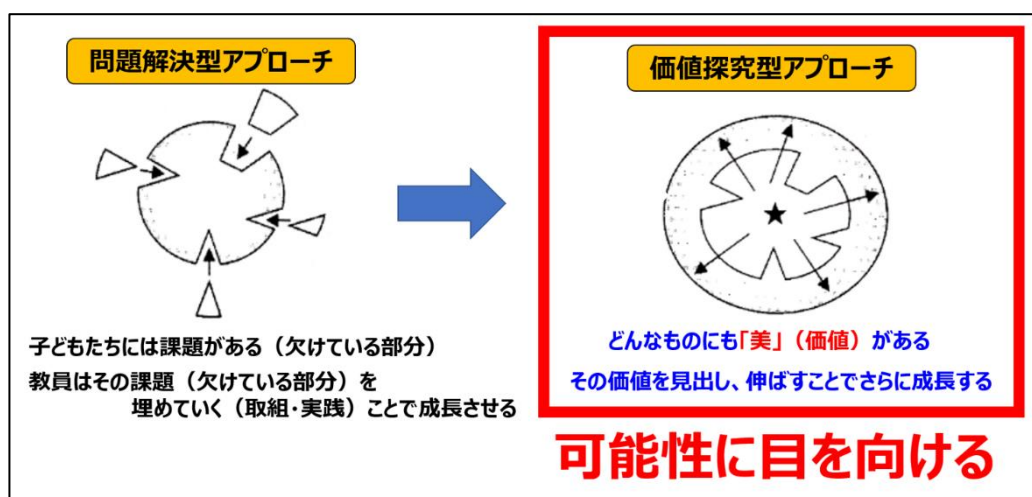 問題解決型アプローチ
子どもたちには課題がある（欠けている部分）
教員はその課題（欠けている部分）を
埋めていく（取組・実践）ことで成長させる
価値探究型アプローチ
どんなものにも「美」（価値）がある
その価値を見出し、伸ばすことでさらに成長する
可能性に目を向ける